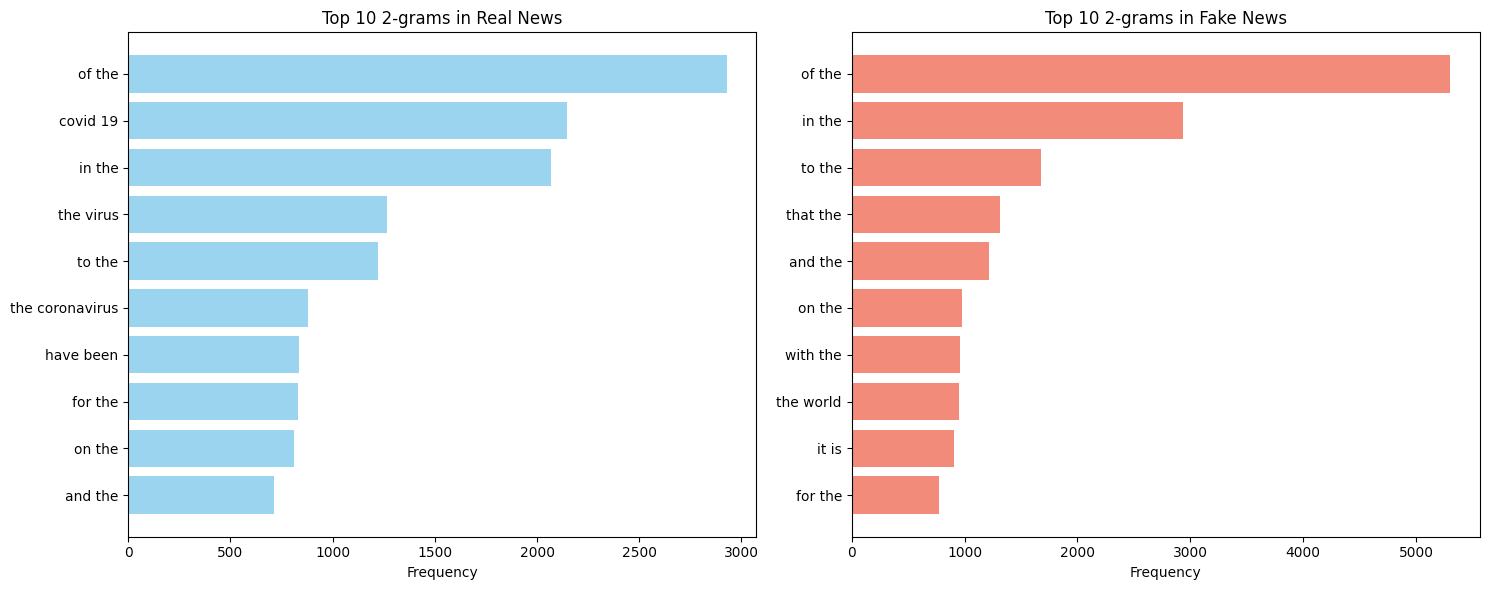 Top 10 2-grams in Real News
of the
covid 19
in the
the virus
to the
the coronavirus
have been
for the
on the
and the
0 500 1000 1500 2000 2500 3000
Frequency
Top 10 2-grams in Fake News
of the
in the
to the
that the
and the
on the
with the
the world
it is
for the
0 1000 2000 3000 4000 5000
Frequency